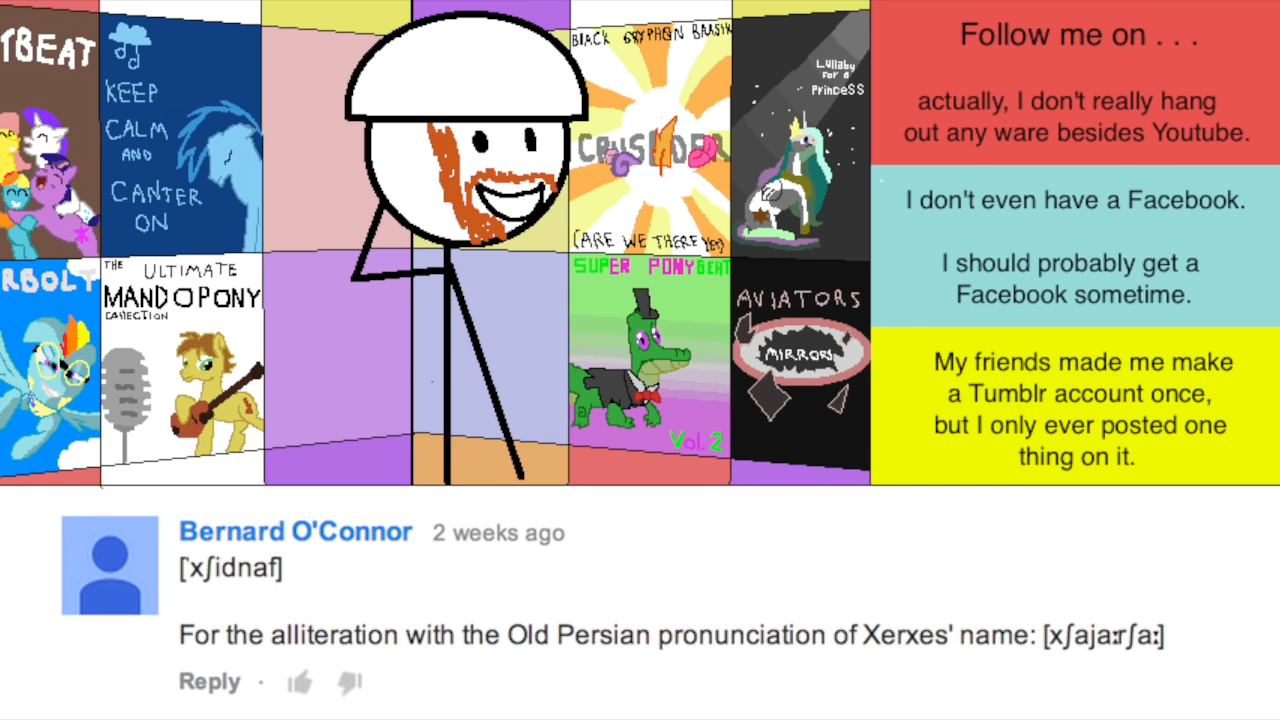 TBEAT
KEEP
CALM
AND
CANTER
ON
BlACK GRYPHON BAASIK
CRUSADER
(ARE WE THERE YET)
Lullaby
For a
PrincesS
RBOLT
THE ULTIMATE
MANDOPONY
COllECTION
SUPER PONYBEAT
Vol. 2
AVIATORS
MIRRORS
Follow me on . . .
actually, I don't really hang
out any ware besides Youtube.
I don't even have a Facebook.
I should probably get a
Facebook sometime.
My friends made me make
a Tumblr account once,
but I only ever posted one
thing on it.
Bernard O'Connor 2 weeks ago
[ˈxʃidnaf]
For the alliteration with the Old Persian pronunciation of Xerxes' name: [xʃajaːrʃaː]
Reply ·